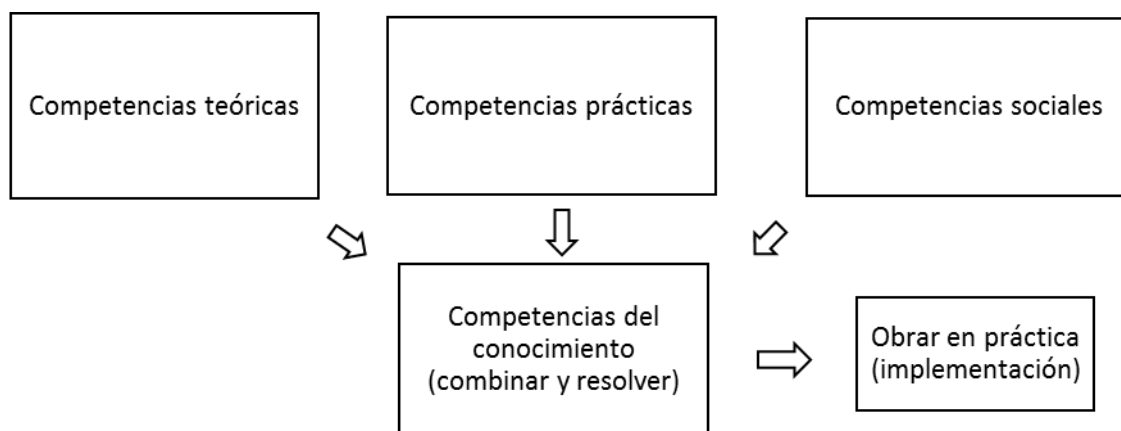 Competencias teóricas
Competencias prácticas
Competencias sociales
Competencias del
conocimiento
(combinar y resolver)
Obrar en práctica
(implementación)